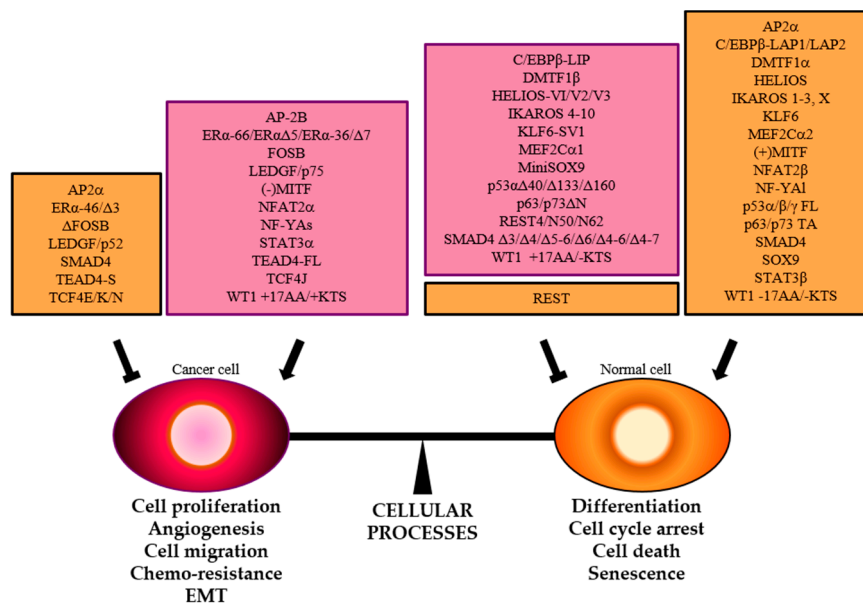 AP2α
ERα-46/Δ3
ΔFOSB
LEDGF/p52
SMAD4
TEAD4-S
TCF4E/K/N
AP-2B
ERα-66/ERαΔ5/ERα-36/Δ7
FOSB
LEDGF/p75
(-)MITF
NFAT2α
NF-YAs
STAT3α
TEAD4-FL
TCF4J
WT1 +17AA/+KTS
C/EBPβ-LIP
DMTF1β
HELIOS-VI/V2/V3
IKAROS 4-10
KLF6-SV1
MEF2Cα1
MiniSOX9
p53αΔ40/Δ133/Δ160
p63/p73ΔN
REST4/N50/N62
SMAD4 Δ3/Δ4/Δ5-6/Δ6/Δ4-6/Δ4-7
WT1 +17AA/-KTS
REST
AP2α
C/EBPβ-LAP1/LAP2
DMTF1α
HELIOS
IKAROS 1-3, X
KLF6
MEF2Cα2
(+)MITF
NFAT2β
NF-YAl
p53α/β/γ FL
p63/p73 TA
SMAD4
SOX9
STAT3β
WT1 -17AA/-KTS
Cancer cell
Normal cell
Cell proliferation
Angiogenesis
Cell migration
Chemo-resistance
EMT
CELLULAR
PROCESSES
Differentiation
Cell cycle arrest
Cell death
Senescence